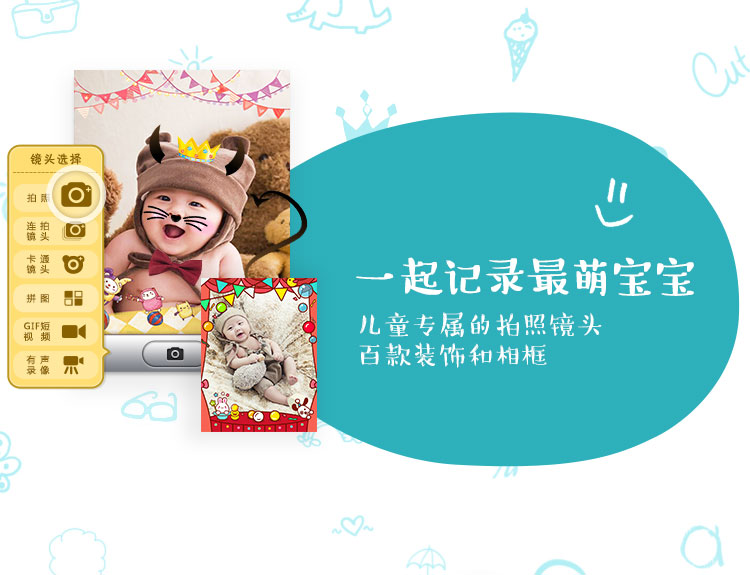 Cut
镜头选择
拍照
连拍
镜头
卡通
镜头
拼图
GIF短
视频
有声
录像
一起记录最萌宝宝
儿童专属的拍照镜头
百款装饰和相框
a